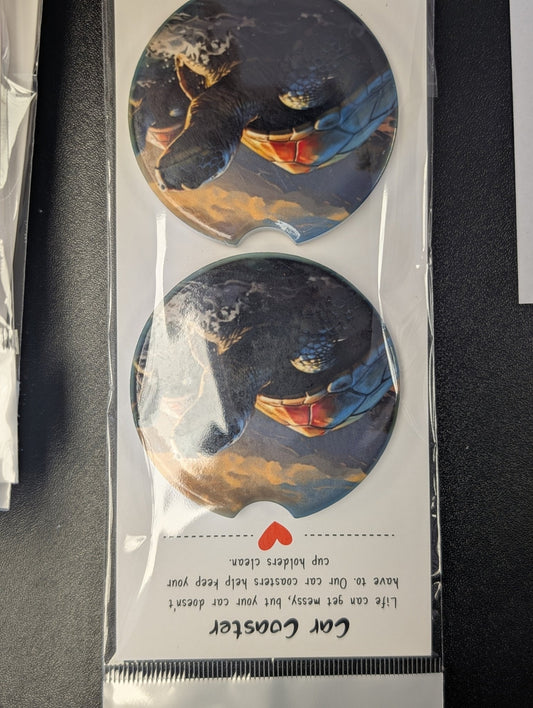 Car Coaster
Life can get messy, but your car doesn't
have to. Our car coasters help keep your
cup holders clean.